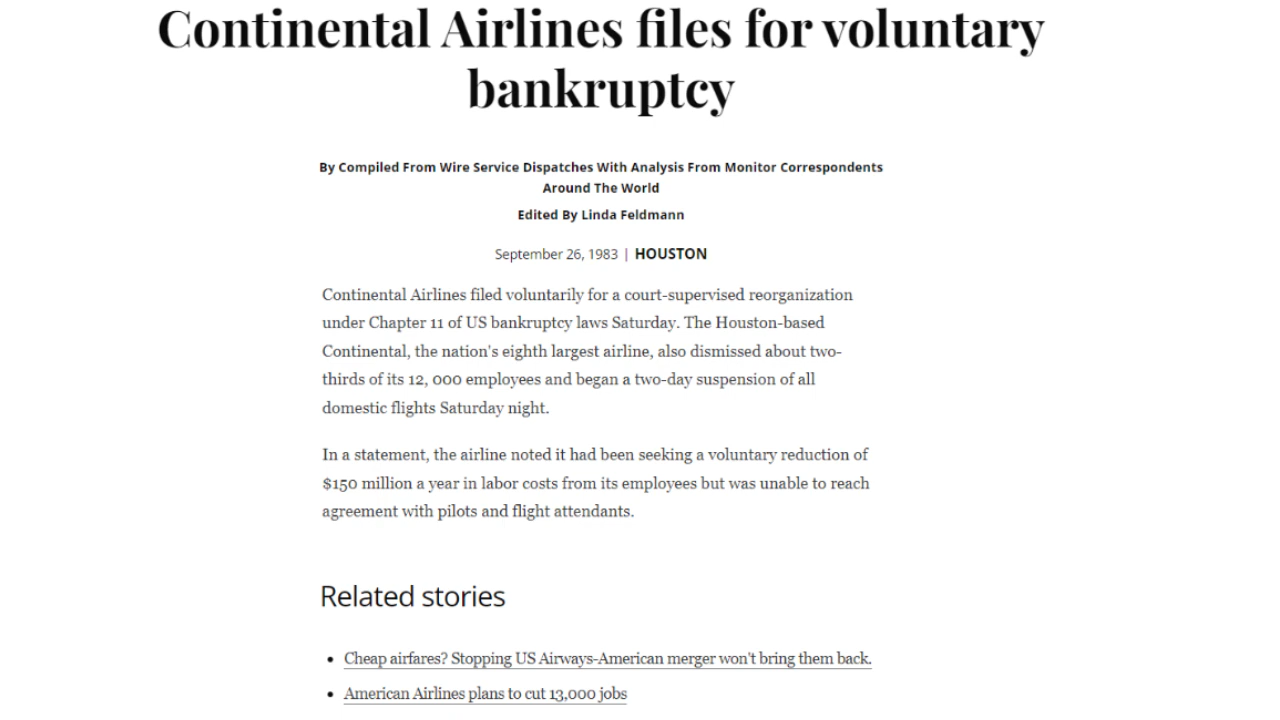 Continental Airlines files for voluntary
bankruptcy
By Compiled From Wire Service Dispatches With Analysis From Monitor Correspondents
Around The World
Edited By Linda Feldmann
September 26, 1983 | HOUSTON
Continental Airlines filed voluntarily for a court-supervised reorganization
under Chapter 11 of US bankruptcy laws Saturday. The Houston-based
Continental, the nation's eighth largest airline, also dismissed about two-
thirds of its 12, 000 employees and began a two-day suspension of all
domestic flights Saturday night.
In a statement, the airline noted it had been seeking a voluntary reduction of
$150 million a year in labor costs from its employees but was unable to reach
agreement with pilots and flight attendants.
Related stories
• Cheap airfares? Stopping US Airways-American merger won't bring them back.
• American Airlines plans to cut 13,000 jobs